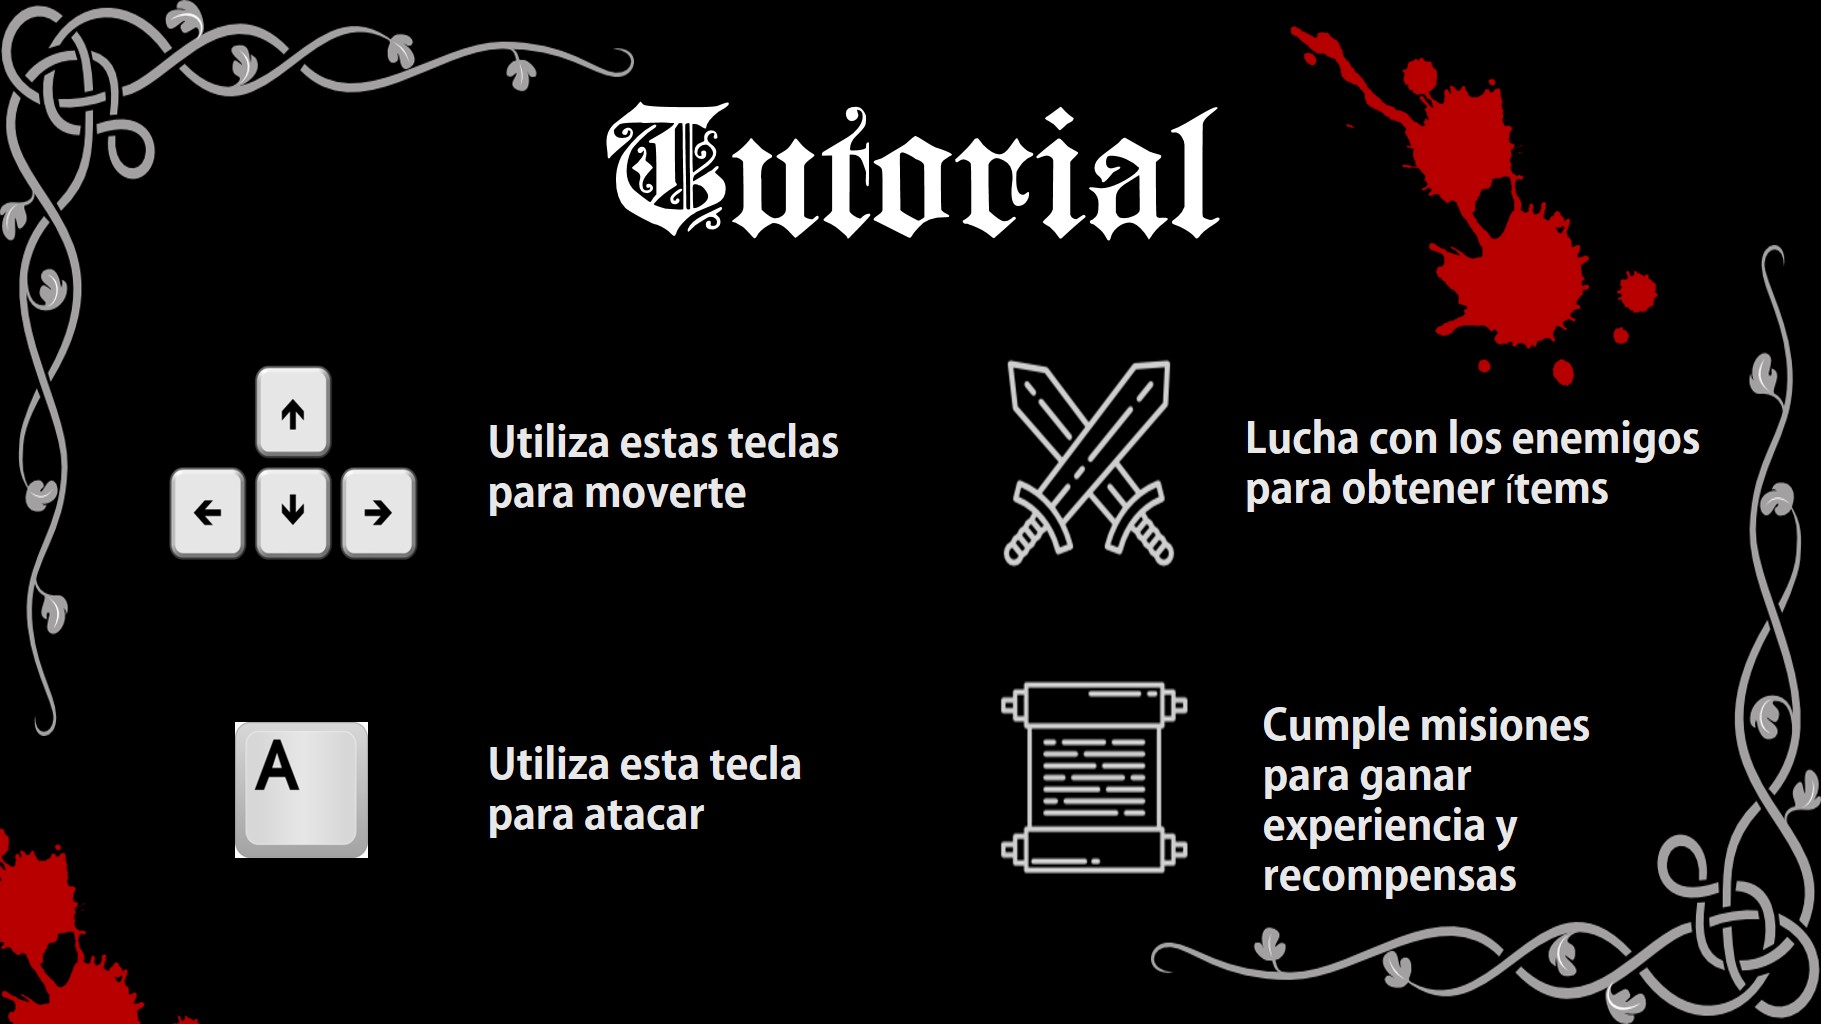 Tutorial
Utiliza estas teclas
para moverte
Lucha con los enemigos
para obtener ítems
A
Utiliza esta tecla
para atacar
Cumple misiones
para ganar
experiencia y
recompensas